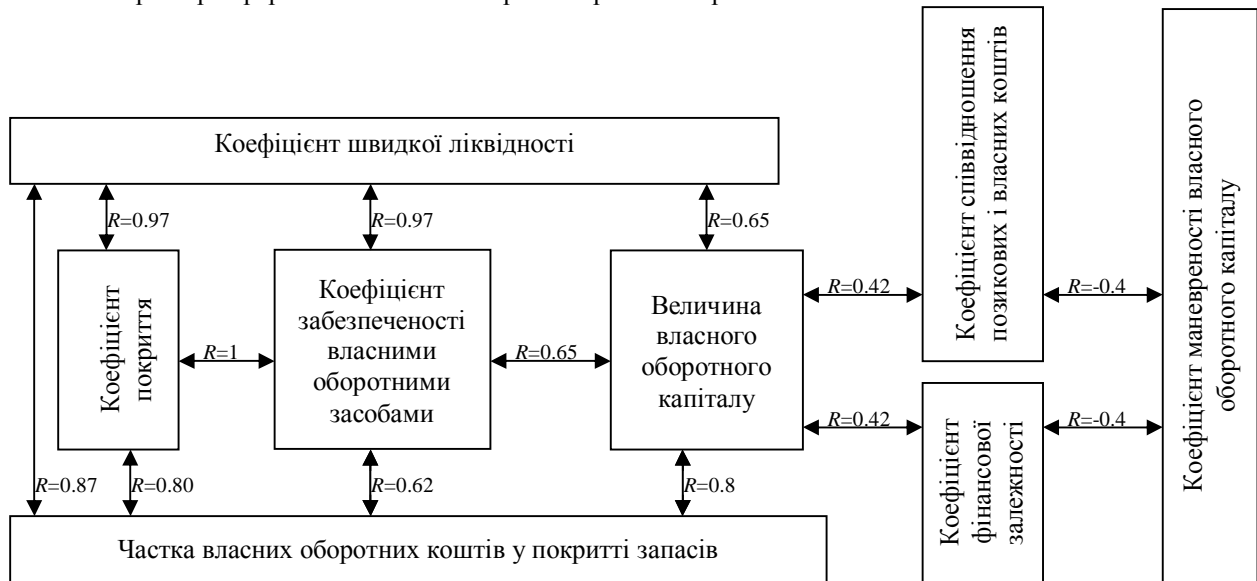 Коефіцієнт швидкої ліквідності
R=0.97
R=0.97
R=0.65
Коефіцієнт
покриття
R=1
Коефіцієнт
забезпеченості
власними
оборотними
засобами
R=0.65
Величина
власного
оборотного
капіталу
R=0.42
R=0.42
Коефіцієнт співвідношення
позикових і власних коштів
Коефіцієнт
фінансової
залежності
R=-0.4
R=-0.4
Коефіцієнт маневреності власного
оборотного капіталу
R=0.87
R=0.80
R=0.62
R=0.8
Частка власних оборотних коштів у покритті запасів